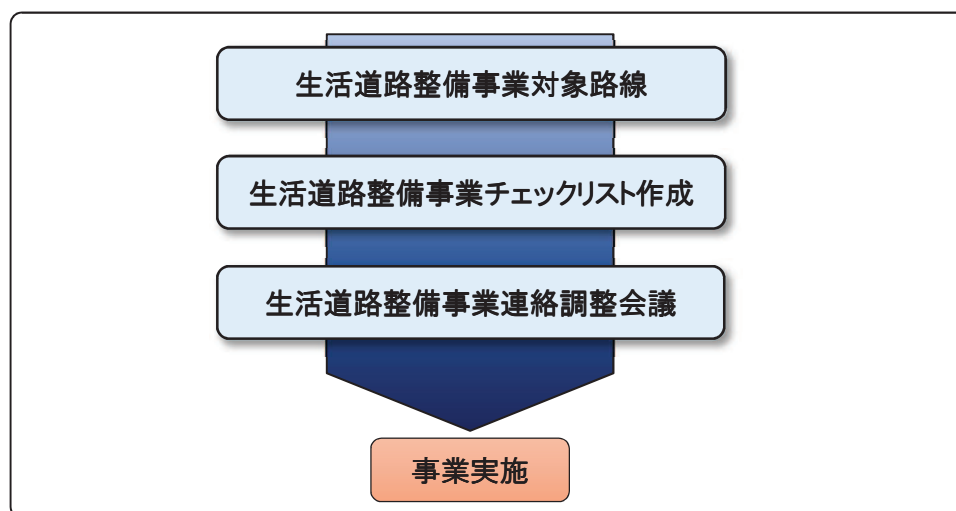 生活道路整備事業対象路線
生活道路整備事業チェックリスト作成
生活道路整備事業連絡調整会議
事業実施